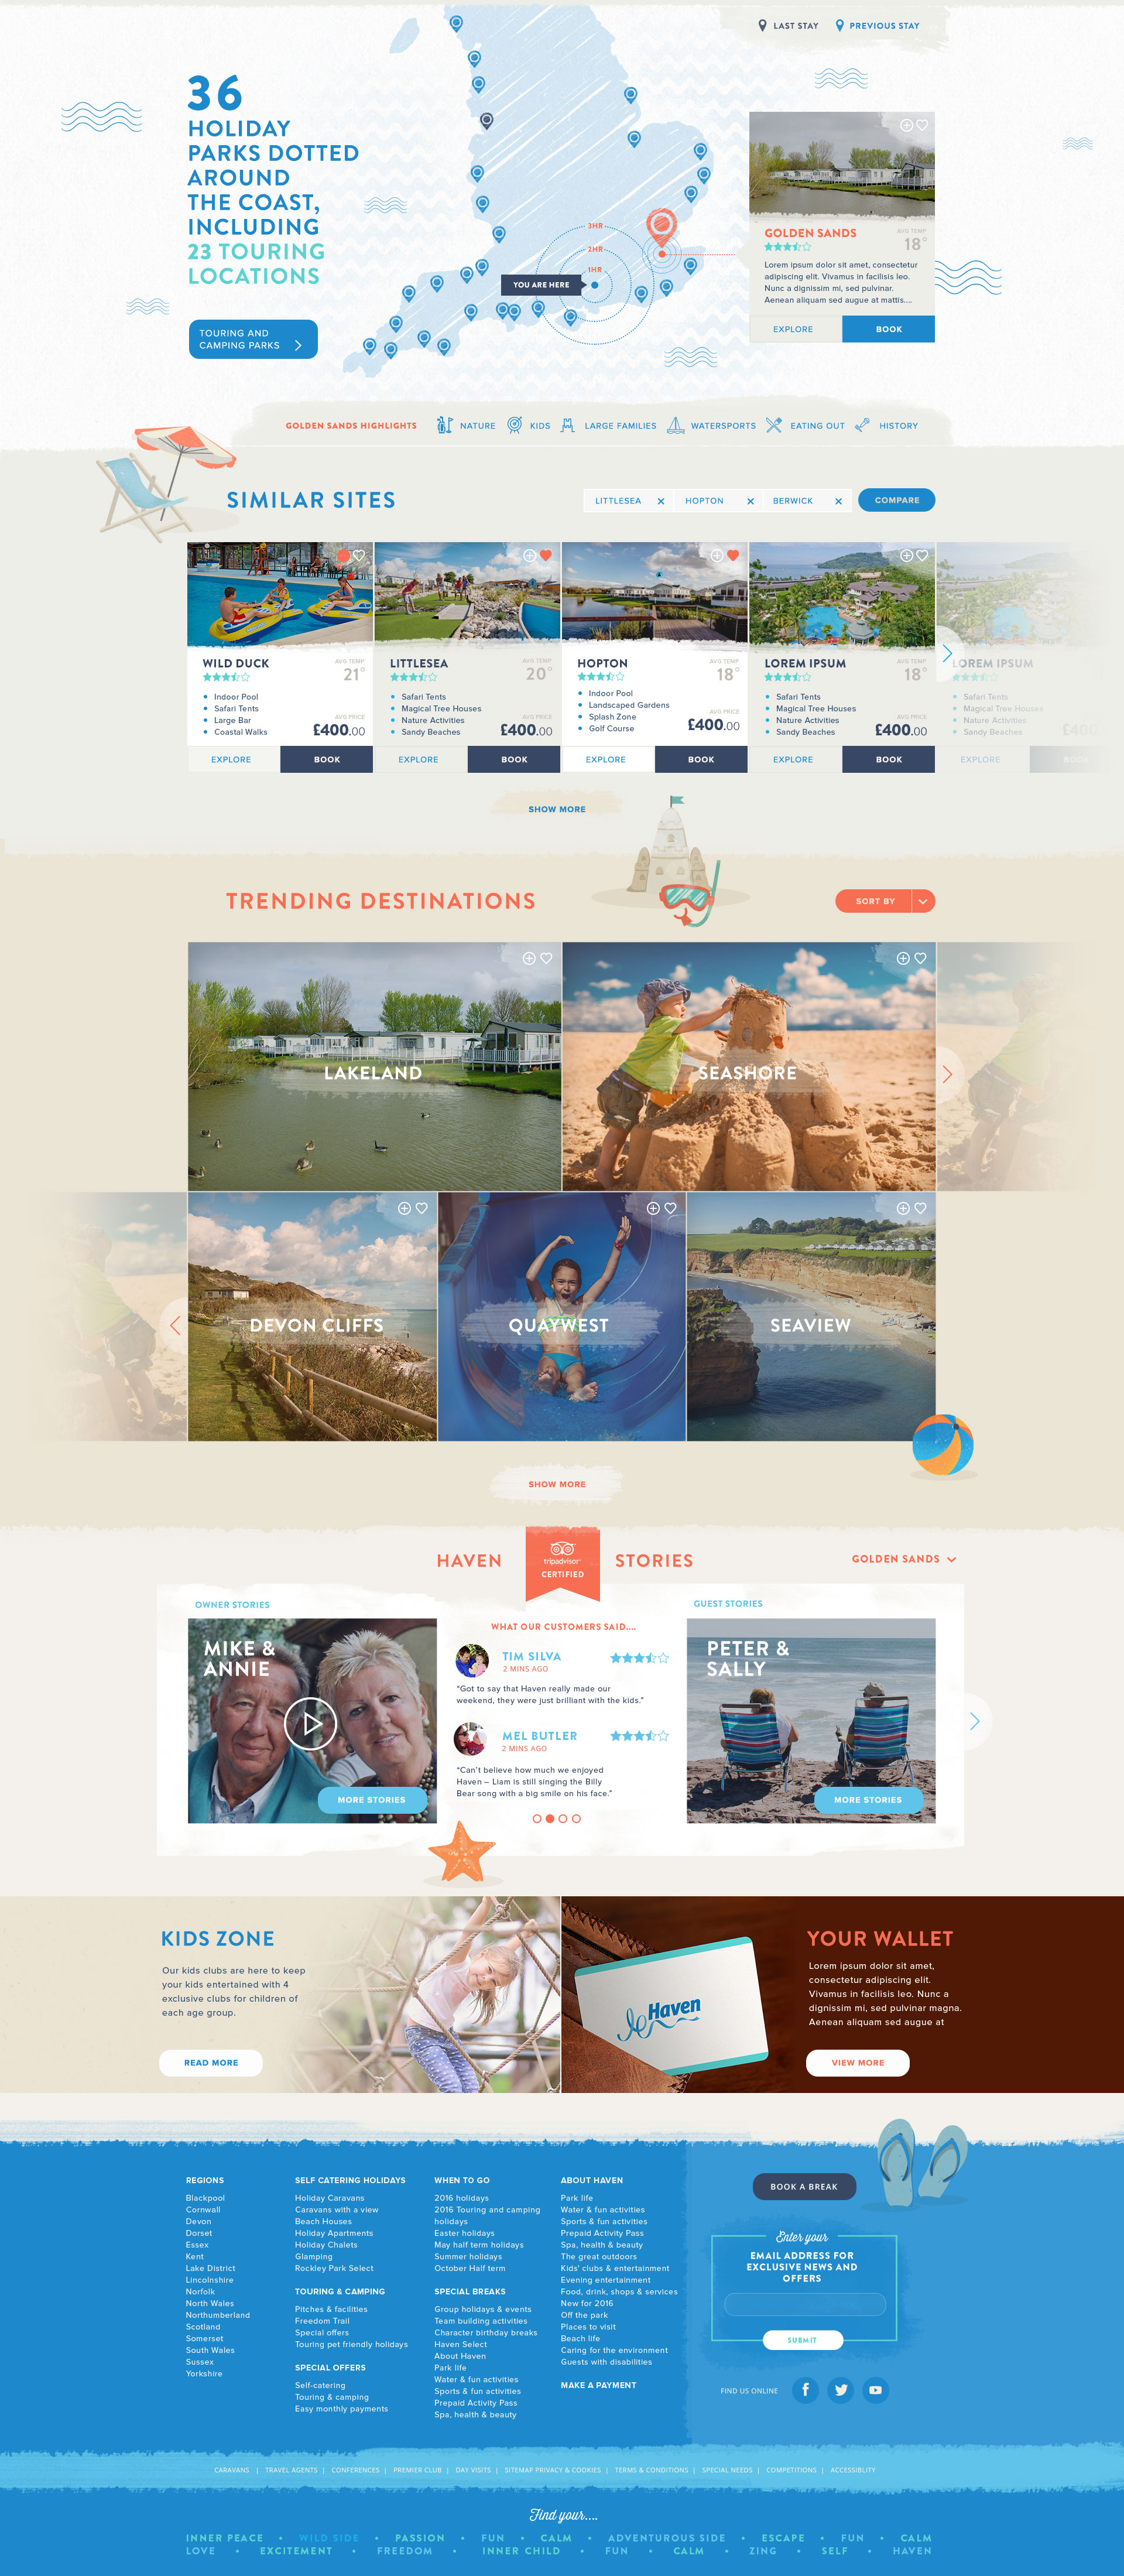 LAST STAY
PREVIOUS STAY
36
HOLIDAY
PARKS DOTTED
AROUND
THE COAST,
INCLUDING
23 TOURING
LOCATIONS
TOURING AND
CAMPING PARKS
3HR
2HR
1HR
YOU ARE HERE
GOLDEN SANDS
AVG TEMP
18°
Lorem ipsum dolor sit amet, consectetur
adipiscing elit. Vivamus in facilisis leo.
Nunc a dignissim mi, sed pulvinar.
Aenean aliquam sed augue at mattis....
EXPLORE
BOOK
GOLDEN SANDS HIGHLIGHTS
NATURE
KIDS
LARGE FAMILIES
WATERSPORTS
EATING OUT
HISTORY
SIMILAR SITES
LITTLESEA
HOPTON
BERWICK
COMPARE
WILD DUCK
AVG TEMP
21°
Indoor Pool
Safari Tents
Large Bar
Coastal Walks
AVG PRICE
£400.00
EXPLORE
BOOK
LITTLESEA
AVG TEMP
20°
Safari Tents
Magical Tree Houses
Nature Activities
Sandy Beaches
AVG PRICE
£400.00
EXPLORE
BOOK
HOPTON
AVG TEMP
18°
Indoor Pool
Landscaped Gardens
Splash Zone
Golf Course
AVG PRICE
£400.00
EXPLORE
BOOK
LOREM IPSUM
AVG TEMP
18°
Safari Tents
Magical Tree Houses
Nature Activities
Sandy Beaches
AVG PRICE
£400.00
EXPLORE
BOOK
LOREM IPSUM
Safari Tents
Magical Tree Houses
Nature Activities
Sandy Beaches
EXPLORE
SHOW MORE
TRENDING DESTINATIONS
SORT BY
LAKELAND
SEASHORE
DEVON CLIFFS
QUAYWEST
SEAVIEW
SHOW MORE
HAVEN
tripadvisor
CERTIFIED
STORIES
GOLDEN SANDS
OWNER STORIES
MIKE &
ANNIE
MORE STORIES
WHAT OUR CUSTOMERS SAID....
TIM SILVA
2 MINS AGO
“Got to say that Haven really made our
weekend, they were just brilliant with the kids.”
MEL BUTLER
2 MINS AGO
“Can’t believe how much we enjoyed
Haven – Liam is still singing the Billy
Bear song with a big smile on his face.”
GUEST STORIES
PETER &
SALLY
MORE STORIES
KIDS ZONE
Our kids clubs are here to keep
your kids entertained with 4
exclusive clubs for children of
each age group.
READ MORE
Haven
YOUR WALLET
Lorem ipsum dolor sit amet,
consectetur adipiscing elit.
Vivamus in facilisis leo. Nunc a
dignissim mi, sed pulvinar magna.
Aenean aliquam sed augue at
VIEW MORE
REGIONS
Blackpool
Cornwall
Devon
Dorset
Essex
Kent
Lake District
Lincolnshire
Norfolk
North Wales
Northumberland
Scotland
Somerset
South Wales
Sussex
Yorkshire
SELF CATERING HOLIDAYS
Holiday Caravans
Caravans with a view
Beach Houses
Holiday Apartments
Holiday Chalets
Glamping
Rockley Park Select
TOURING & CAMPING
Pitches & facilities
Freedom Trail
Special offers
Touring pet friendly holidays
SPECIAL OFFERS
Self-catering
Touring & camping
Easy monthly payments
WHEN TO GO
2016 holidays
2016 Touring and camping
holidays
Easter holidays
May half term holidays
Summer holidays
October Half term
SPECIAL BREAKS
Group holidays & events
Team building activities
Character birthday breaks
Haven Select
About Haven
Park life
Water & fun activities
Sports & fun activities
Prepaid Activity Pass
Spa, health & beauty
ABOUT HAVEN
Park life
Water & fun activities
Sports & fun activities
Prepaid Activity Pass
Spa, health & beauty
The great outdoors
Kids' clubs & entertainment
Evening entertainment
Food, drink, shops & services
New for 2016
Off the park
Places to visit
Beach life
Caring for the environment
Guests with disabilities
MAKE A PAYMENT
BOOK A BREAK
Enter your
EMAIL ADDRESS FOR
EXCLUSIVE NEWS AND
OFFERS
SUBMIT
FIND US ONLINE
CARAVANS | TRAVEL AGENTS | CONFERENCES | PREMIER CLUB | DAY VISITS | SITEMAP PRIVACY & COOKIES | TERMS & CONDITIONS | SPECIAL NEEDS | COMPETITIONS | ACCESSIBLITY
Find your....
INNER PEACE • WILD SIDE • PASSION • FUN • CALM • ADVENTUROUS SIDE • ESCAPE • FUN • CALM
LOVE • EXCITEMENT • FREEDOM • INNER CHILD • FUN • CALM • ZING • SELF • HAVEN